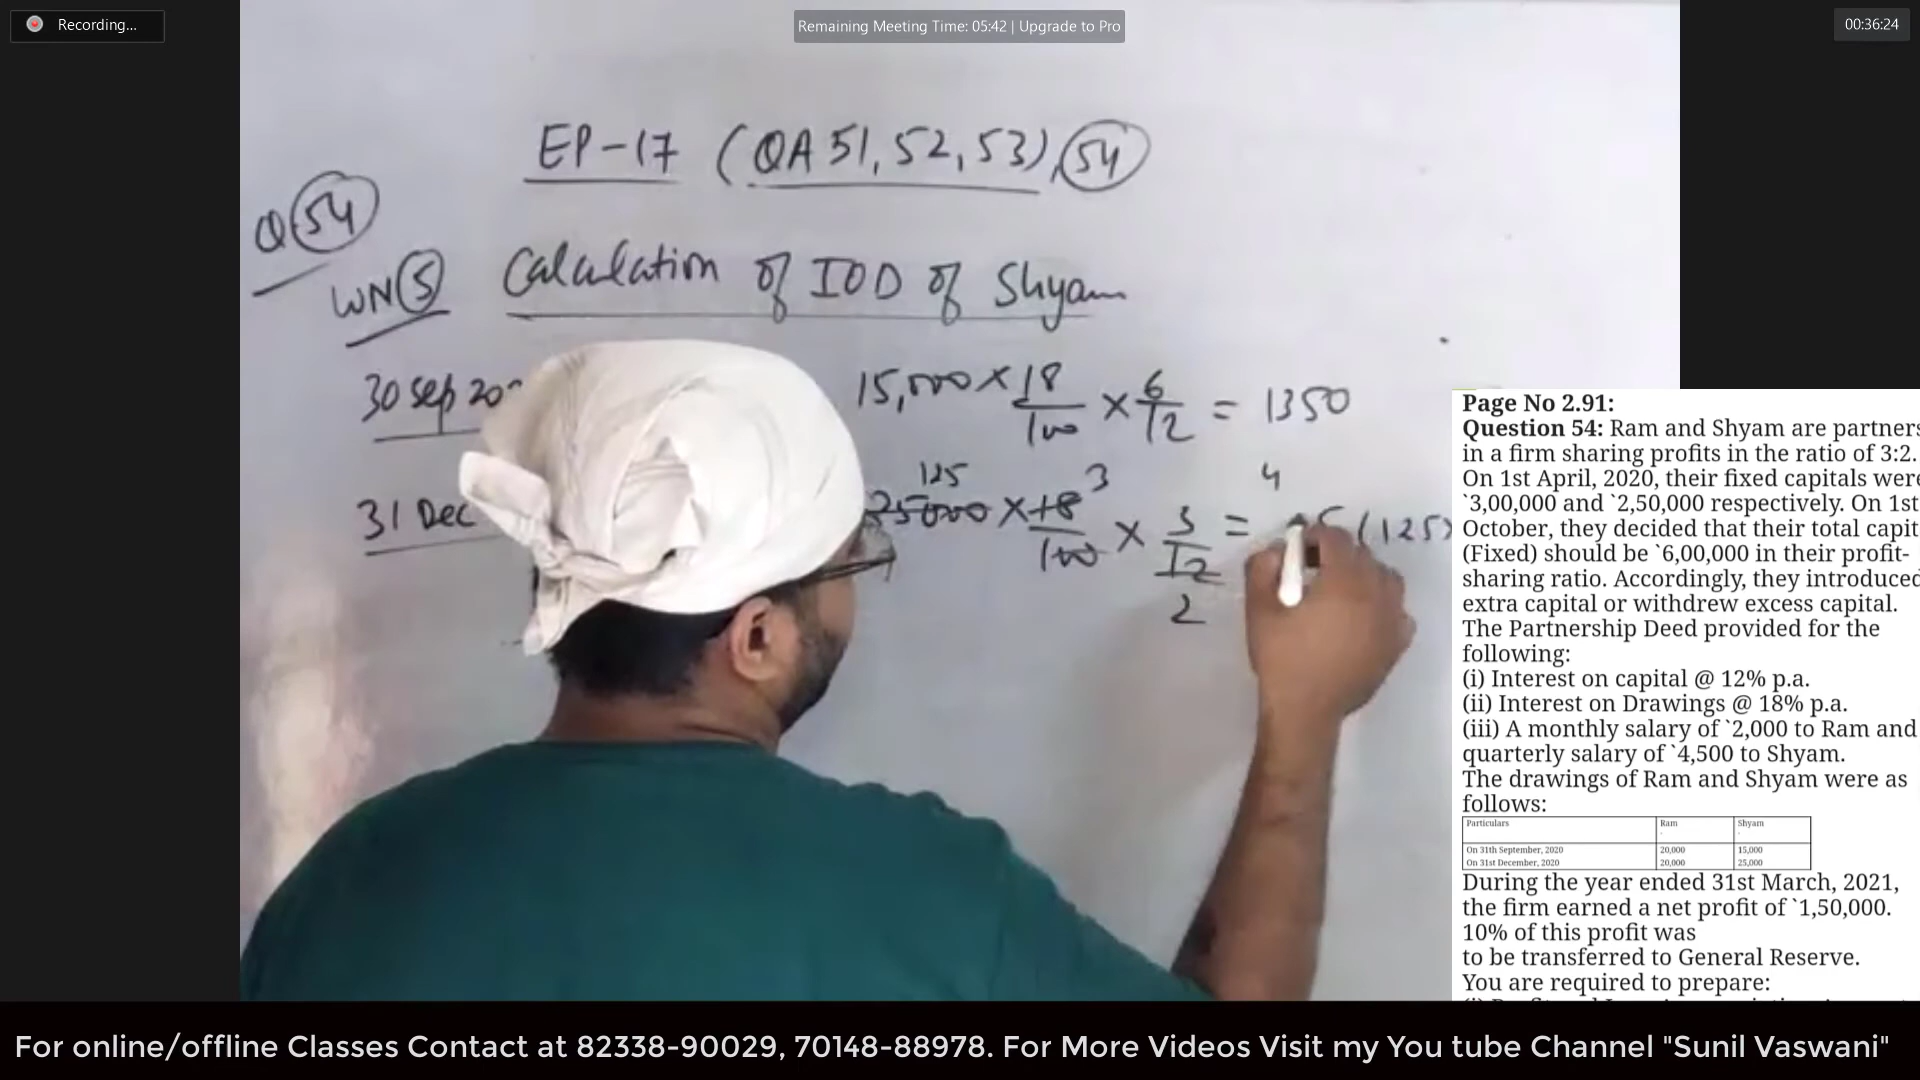 Recording...
Remaining Meeting Time: 05:42 | Upgrade to Pro
00:36:24
EP-17 (QA 51, 52, 53), 54
Q 54
WN 5 Calculation of IOD of Shyam
30 Sep 15,000 × 18/100 × 6/12 = 1350
125 3 4
31 Dec 25000 × 18/100 × 3/12 = (125
2
Page No 2.91:
Question 54: Ram and Shyam are partners
in a firm sharing profits in the ratio of 3:2.
On 1st April, 2020, their fixed capitals were
`3,00,000 and `2,50,000 respectively. On 1st
October, they decided that their total capit
(Fixed) should be `6,00,000 in their profit-
sharing ratio. Accordingly, they introduced
extra capital or withdrew excess capital.
The Partnership Deed provided for the
following:
(i) Interest on capital @ 12% p.a.
(ii) Interest on Drawings @ 18% p.a.
(iii) A monthly salary of `2,000 to Ram and
quarterly salary of `4,500 to Shyam.
The drawings of Ram and Shyam were as
follows:
Particulars Ram Shyam
On 31th September, 2020 20,000 15,000
On 31st December, 2020 20,000 25,000
During the year ended 31st March, 2021,
the firm earned a net profit of `1,50,000.
10% of this profit was
to be transferred to General Reserve.
You are required to prepare:
For online/offline Classes Contact at 82338-90029, 70148-88978. For More Videos Visit my You tube Channel "Sunil Vaswani"